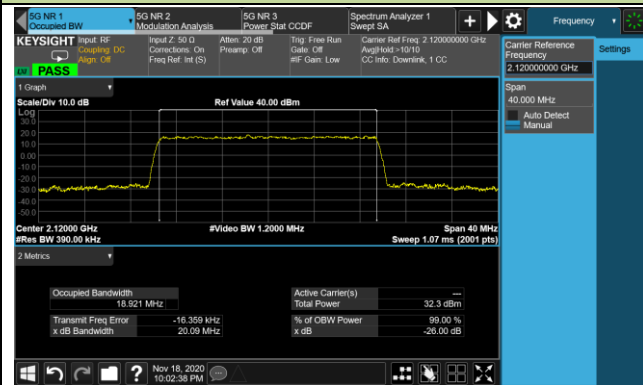 5G NR 1
Occupied BW
5G NR 2
Modulation Analysis
5G NR 3
Power Stat CCDF
Spectrum Analyzer 1
Swept SA
Frequency
KEYSIGHT
Input: RF
Coupling: DC
Align: Off
Input Z: 50 Ω
Corrections: On
Freq Ref: Int (S)
Atten: 20 dB
Preamp: Off
Trig: Free Run
Gate: Off
#IF Gain: Low
Carrier Ref Freq: 2.120000000 GHz
Avg|Hold:>10/10
CC Info: Downlink, 1 CC
PASS
Carrier Reference
Frequency
2.120000000 GHz
Settings
Span
40.000 MHz
Auto Detect
Manual
1 Graph
Scale/Div 10.0 dB
Ref Value 40.00 dBm
Log
30.0
20.0
10.0
0.00
-10.0
-20.0
-30.0
-40.0
-50.0
Center 2.12000 GHz
#Video BW 1.2000 MHz
Span 40 MHz
#Res BW 390.00 kHz
Sweep 1.07 ms (2001 pts)
2 Metrics
Occupied Bandwidth
18.921 MHz
Active Carrier(s)
---
Total Power
32.3 dBm
Transmit Freq Error
-16.359 kHz
% of OBW Power
99.00 %
x dB Bandwidth
20.09 MHz
x dB
-26.00 dB
?
Nov 18, 2020
10:02:38 PM